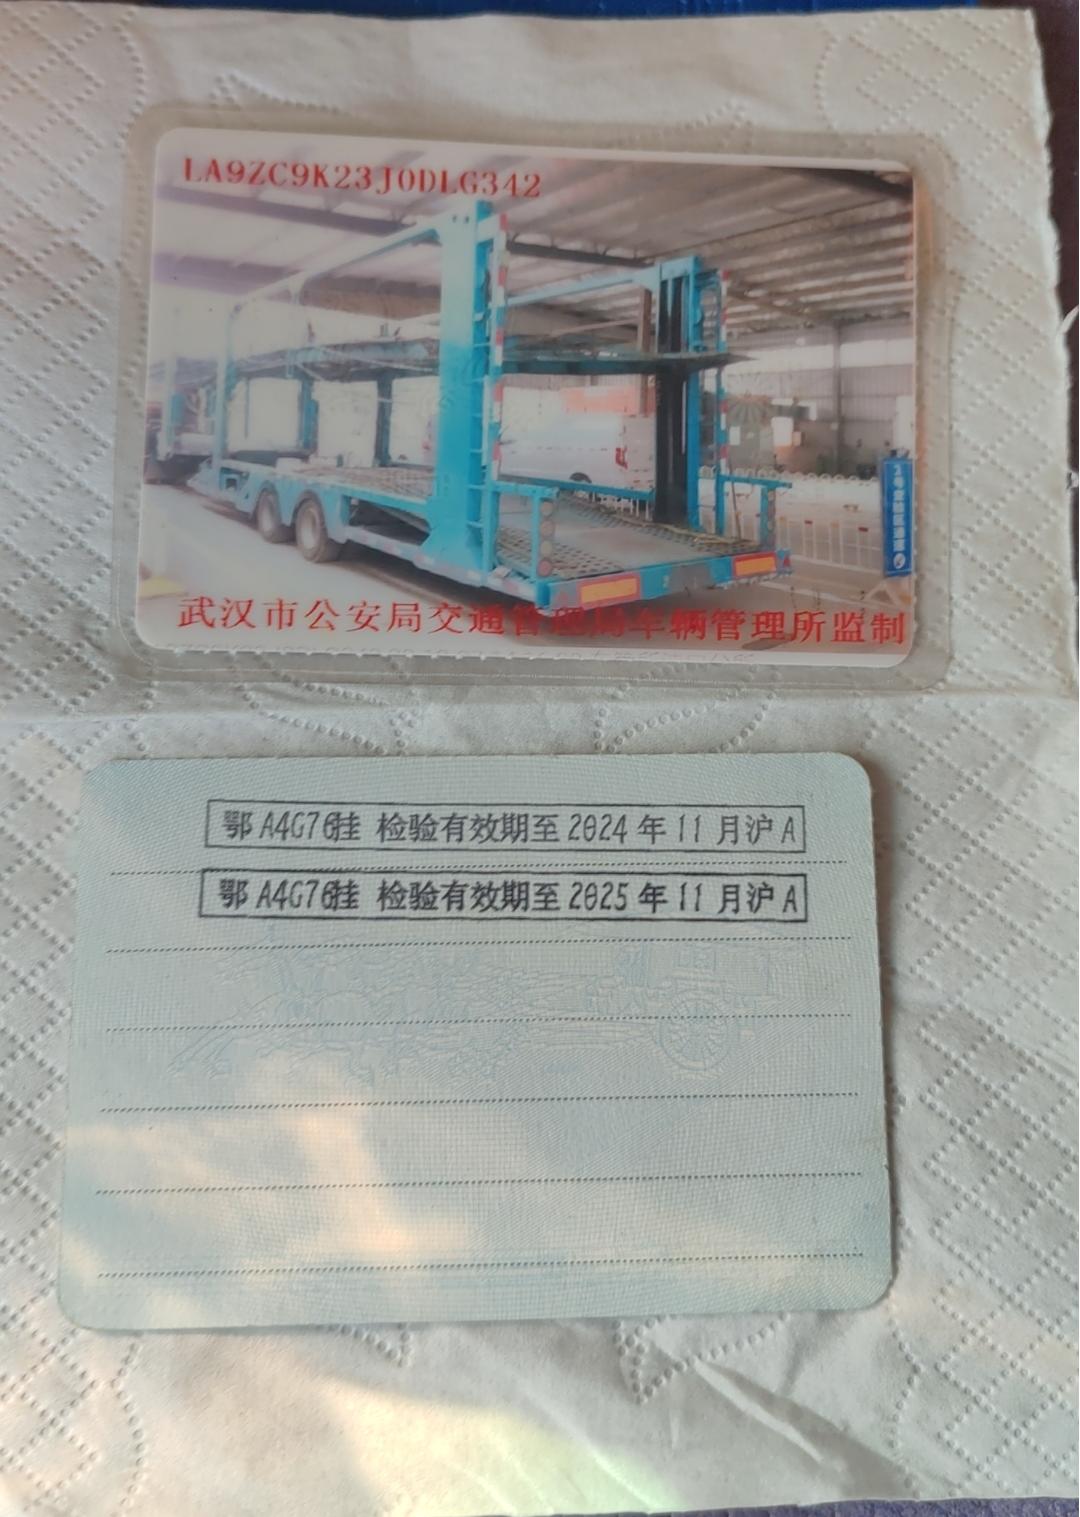 LA9ZC9K23J0DLG342
武汉市公安局交通管理局车辆管理所监制
鄂A4G76挂 检验有效期至2024年11月沪A
鄂A4G76挂 检验有效期至2025年11月沪A